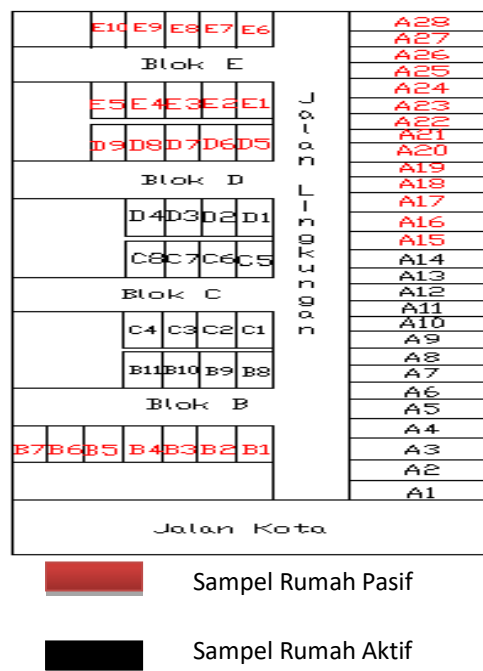 E10 E9 E8 E7 E6
Blok E
E5 E4 E3 E2 E1
D9 D8 D7 D6 D5
Blok D
D4 D3 D2 D1
C8 C7 C6 C5
Blok C
C4 C3 C2 C1
B11 B10 B9 B8
Blok B
B7 B6 B5 B4 B3 B2 B1
Jalan Lingkungan
A28
A27
A26
A25
A24
A23
A22
A21
A20
A19
A18
A17
A16
A15
A14
A13
A12
A11
A10
A9
A8
A7
A6
A5
A4
A3
A2
A1
Jalan Kota
Sampel Rumah Pasif
Sampel Rumah Aktif